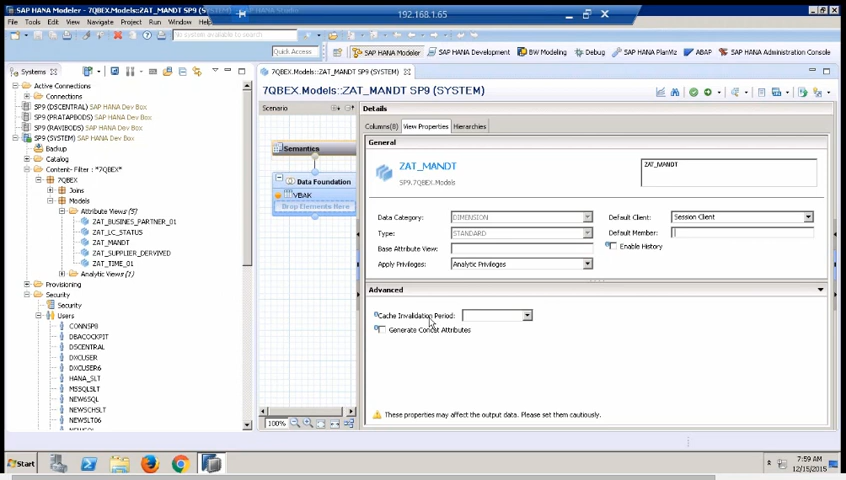 SAP HANA Modeler - 7QBEX.Models::ZAT_MANDT SP9 (S
192.168.1.65
File Edit View Navigate Project Run Window
No system available to search
Quick Access
SAP HANA Modeler
SAP HANA Development
BW Modeling
Debug
SAP HANA PlanViz
ABAP
SAP HANA Administration Console
Systems
7QBEX.Models::ZAT_MANDT SP9 (SYSTEM)
Active Connections
Connections
SP9 (DSCENTRAL) SAP HANA Dev Box
SP9 (PRATAPBODS) SAP HANA Dev Box
SP9 (RAVIBODS) SAP HANA Dev Box
SP9 (SYSTEM) SAP HANA Dev Box
Backup
Catalog
Content-Filter : *7QBEX*
7QBEX
Joins
Models
Attribute Views (5)
ZAT_BUSINES_PARTNER_01
ZAT_LC_STATUS
ZAT_MANDT
ZAT_SUPPLIER_DERVIMED
ZAT_TIME_01
Analytic Views (1)
Provisioning
Content
Security
Security
Users
CONNSP8
DBACOCKPIT
DSCENTRAL
DXCUSER
DXCUSER6
HANA_SLT
MSSQLSLT
NEW6SQL
NEWSCHSLT
NEWSLT06
7QBEX.Models::ZAT_MANDT SP9 (SYSTEM)
Scenario
Semantics
Data Foundation
VBAK
Drop Elements Here
100%
Details
Columns(8) View Properties Hierarchies
General
ZAT_MANDT
SP9.7QBEX.Models
ZAT_MANDT
Data Category: DIMENSION
Default Client: Session Client
Type: STANDARD
Default Member:
Base Attribute View:
Enable History
Apply Privileges: Analytic Privileges
Advanced
Cache Invalidation Period:
Generate Concat Attributes
These properties may affect the output data. Please set them cautiously.
Start
7:59 AM
12/15/2015